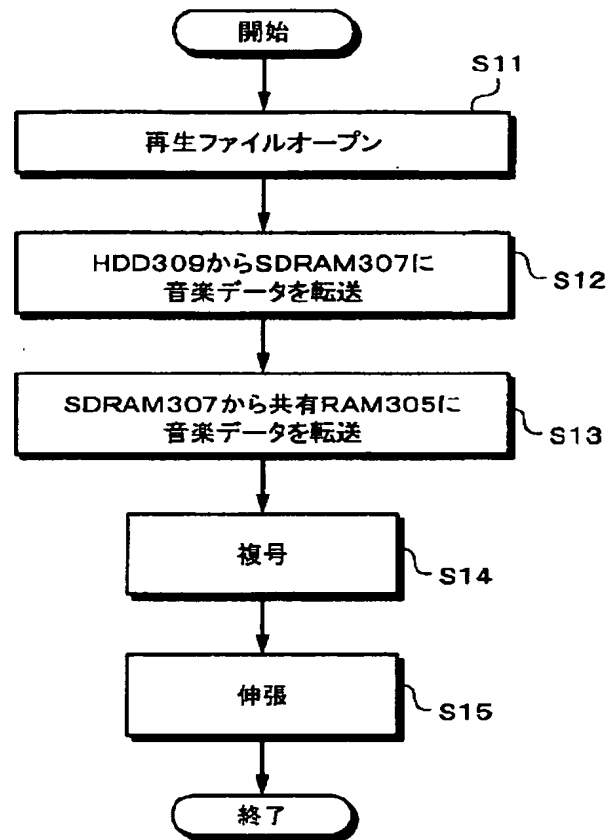 開始
S11
再生ファイルオープン
HDD309からSDRAM307に
音楽データを転送
S12
SDRAM307から共有RAM305に
音楽データを転送
S13
複号
S14
伸張
S15
終了